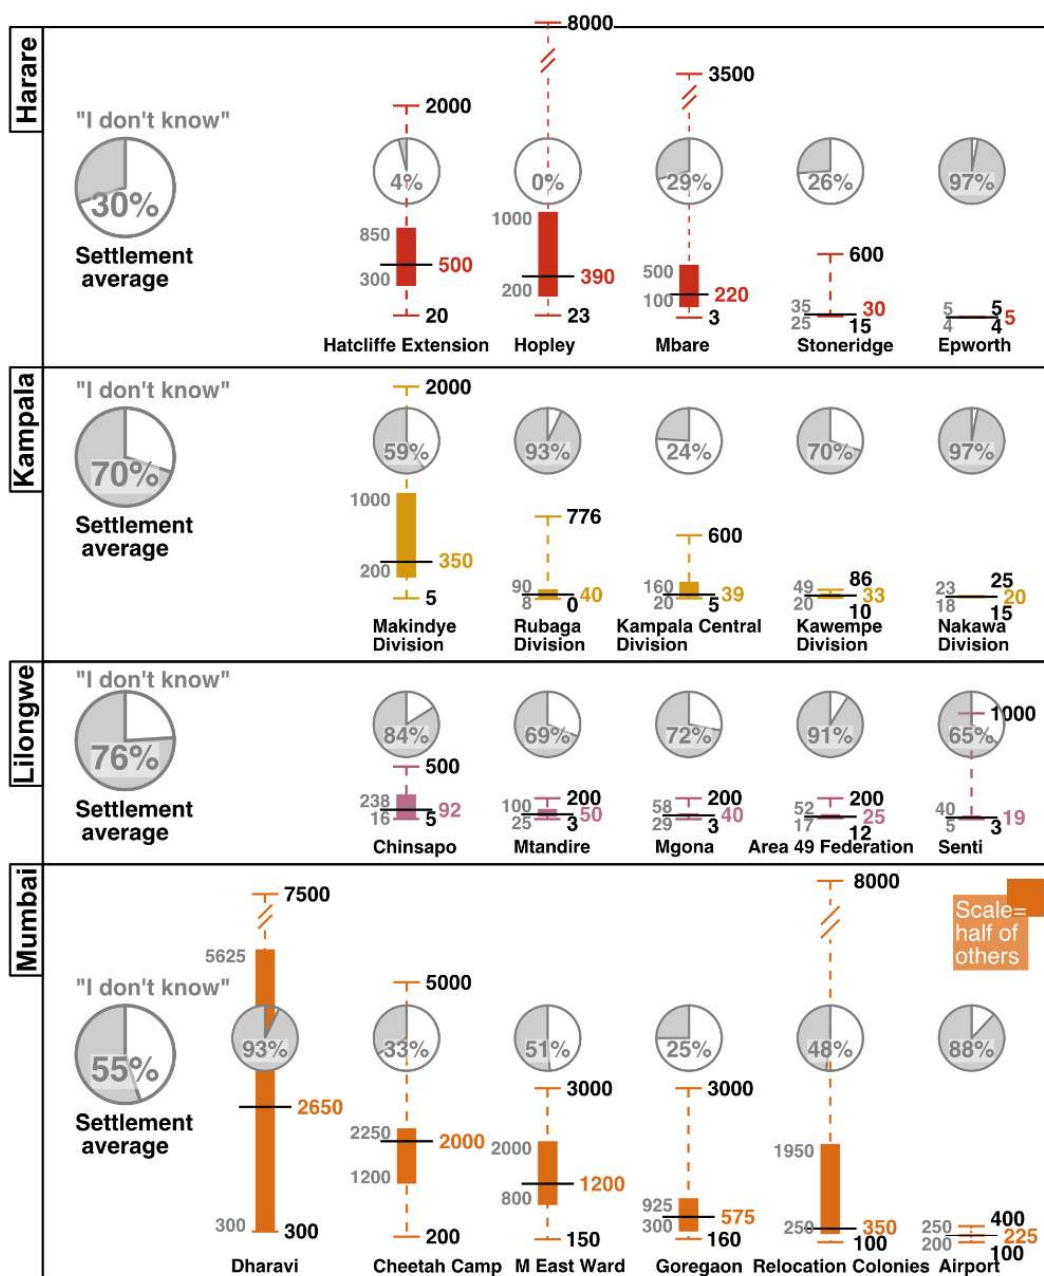 Harare
8000
3500
"I don't know"
2000
30%
4%
0%
29%
26%
97%
Settlement
average
850
300
500
20
1000
200
390
23
500
100
220
3
600
35
25
30
15
5
4
5
4
5
Hatcliffe Extension
Hopley
Mbare
Stoneridge
Epworth
Kampala
"I don't know"
2000
70%
59%
93%
24%
70%
97%
Settlement
average
1000
200
350
5
776
90
8
40
0
600
160
20
39
5
86
49
20
33
10
25
23
18
20
15
Makindye
Division
Rubaga
Division
Kampala Central
Division
Kawempe
Division
Nakawa
Division
Lilongwe
"I don't know"
76%
84%
69%
72%
91%
65%
1000
Settlement
average
500
238
16
92
5
200
100
25
50
3
200
58
29
40
3
200
52
17
25
12
40
5
19
3
Chinsapo
Mtandire
Mgona
Area 49 Federation
Senti
Mumbai
7500
8000
Scale=
half of
others
5625
"I don't know"
5000
55%
93%
33%
51%
25%
48%
88%
Settlement
average
2650
300
300
2250
1200
2000
200
3000
2000
800
1200
150
3000
925
300
575
160
1950
250
350
100
400
250
200
225
100
Dharavi
Cheetah Camp
M East Ward
Goregaon
Relocation Colonies
Airport